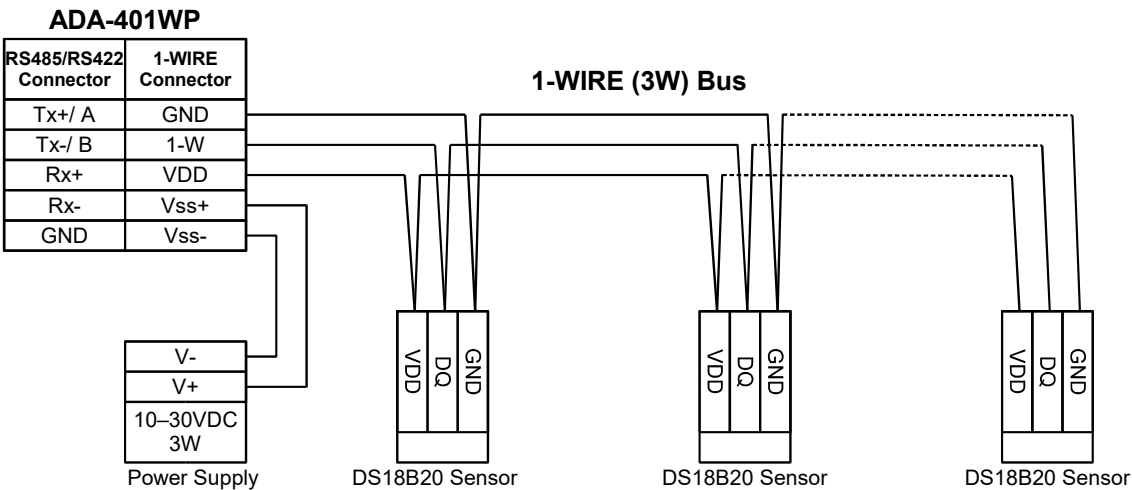 ADA-401WP
RS485/RS422 Connector
1-WIRE Connector
Tx+/ A GND
Tx-/ B 1-W
Rx+ VDD
Rx- Vss+
GND Vss-
1-WIRE (3W) Bus
V-
V+
10–30VDC
3W
Power Supply
VDD DQ GND
DS18B20 Sensor
VDD DQ GND
DS18B20 Sensor
VDD DQ GND
DS18B20 Sensor